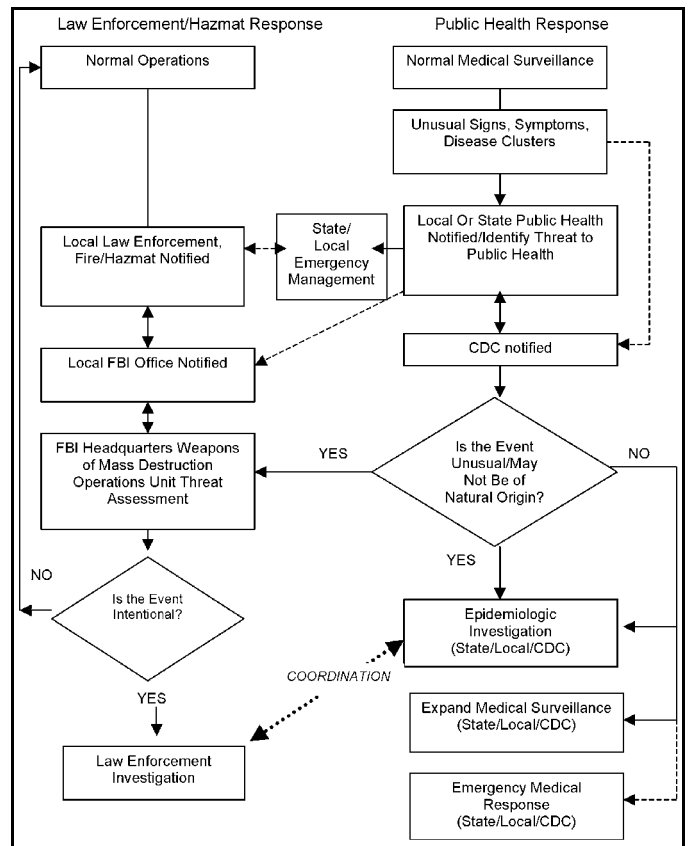 Law Enforcement/Hazmat Response
Public Health Response
Normal Operations
Normal Medical Surveillance
Unusual Signs, Symptoms,
Disease Clusters
Local Law Enforcement,
Fire/Hazmat Notified
State/
Local
Emergency
Management
Local Or State Public Health
Notified/Identify Threat to
Public Health
Local FBI Office Notified
CDC notified
FBI Headquarters Weapons
of Mass Destruction
Operations Unit Threat
Assessment
YES
Is the Event
Unusual/May
Not Be of
Natural Origin?
NO
YES
NO
Is the Event
Intentional?
Epidemiologic
Investigation
(State/Local/CDC)
COORDINATION
YES
Expand Medical Surveillance
(State/Local/CDC)
Law Enforcement
Investigation
Emergency Medical
Response
(State/Local/CDC)